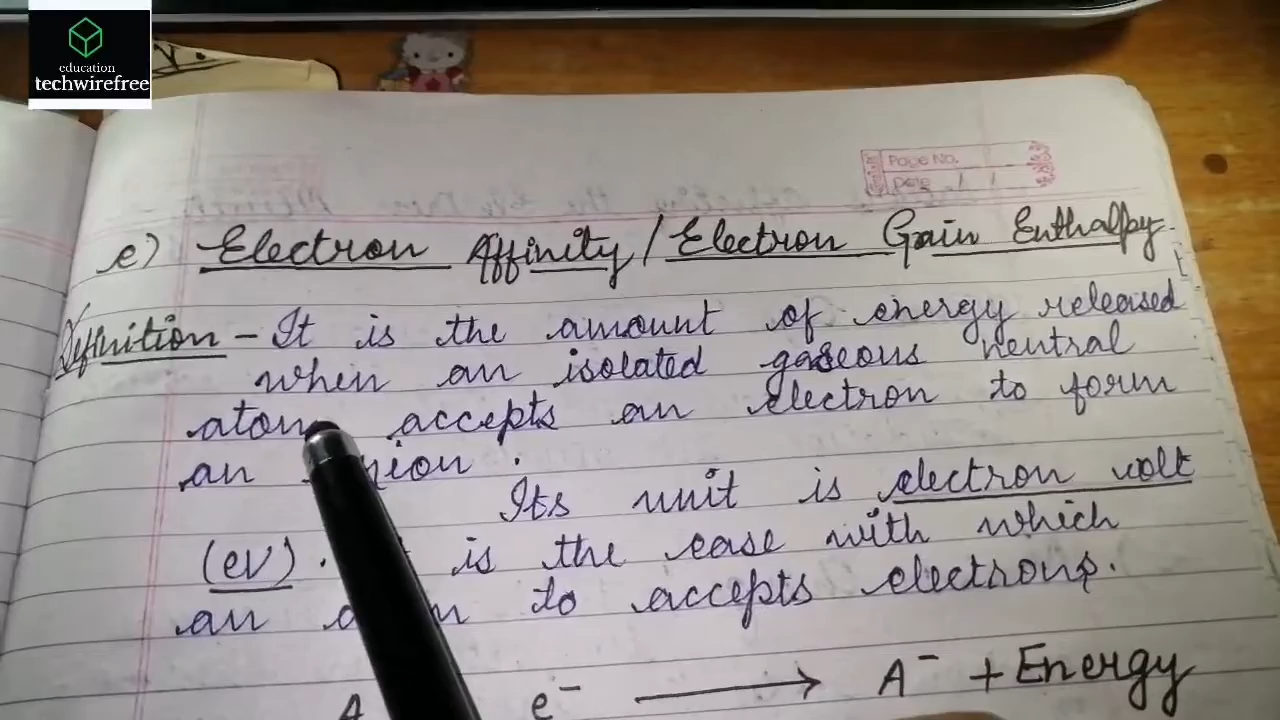 education
techwirefree
Page No.
Date / /
e) Electron Affinity / Electron Gain Enthalpy
Definition - It is the amount of energy released
when an isolated gaseous neutral
atom accepts an electron to form
an
Its unit is electron volt
(eV). is the ease with which
an to accepts electrons.
A e⁻ → A⁻ + Energy